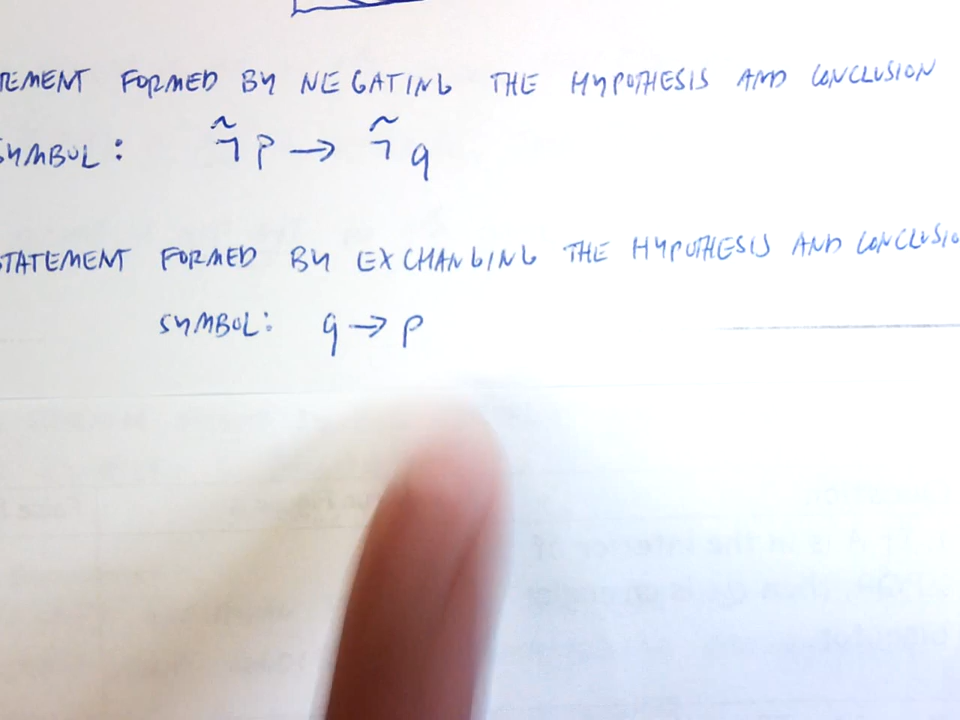 TEMENT FORMED BY NEGATING THE HYPOTHESIS AND CONCLUSION
SYMBOL: ~¬p → ~¬q
STATEMENT FORMED BY EXCHANGING THE HYPOTHESIS AND CONCLUSIO
SYMBOL: q → p